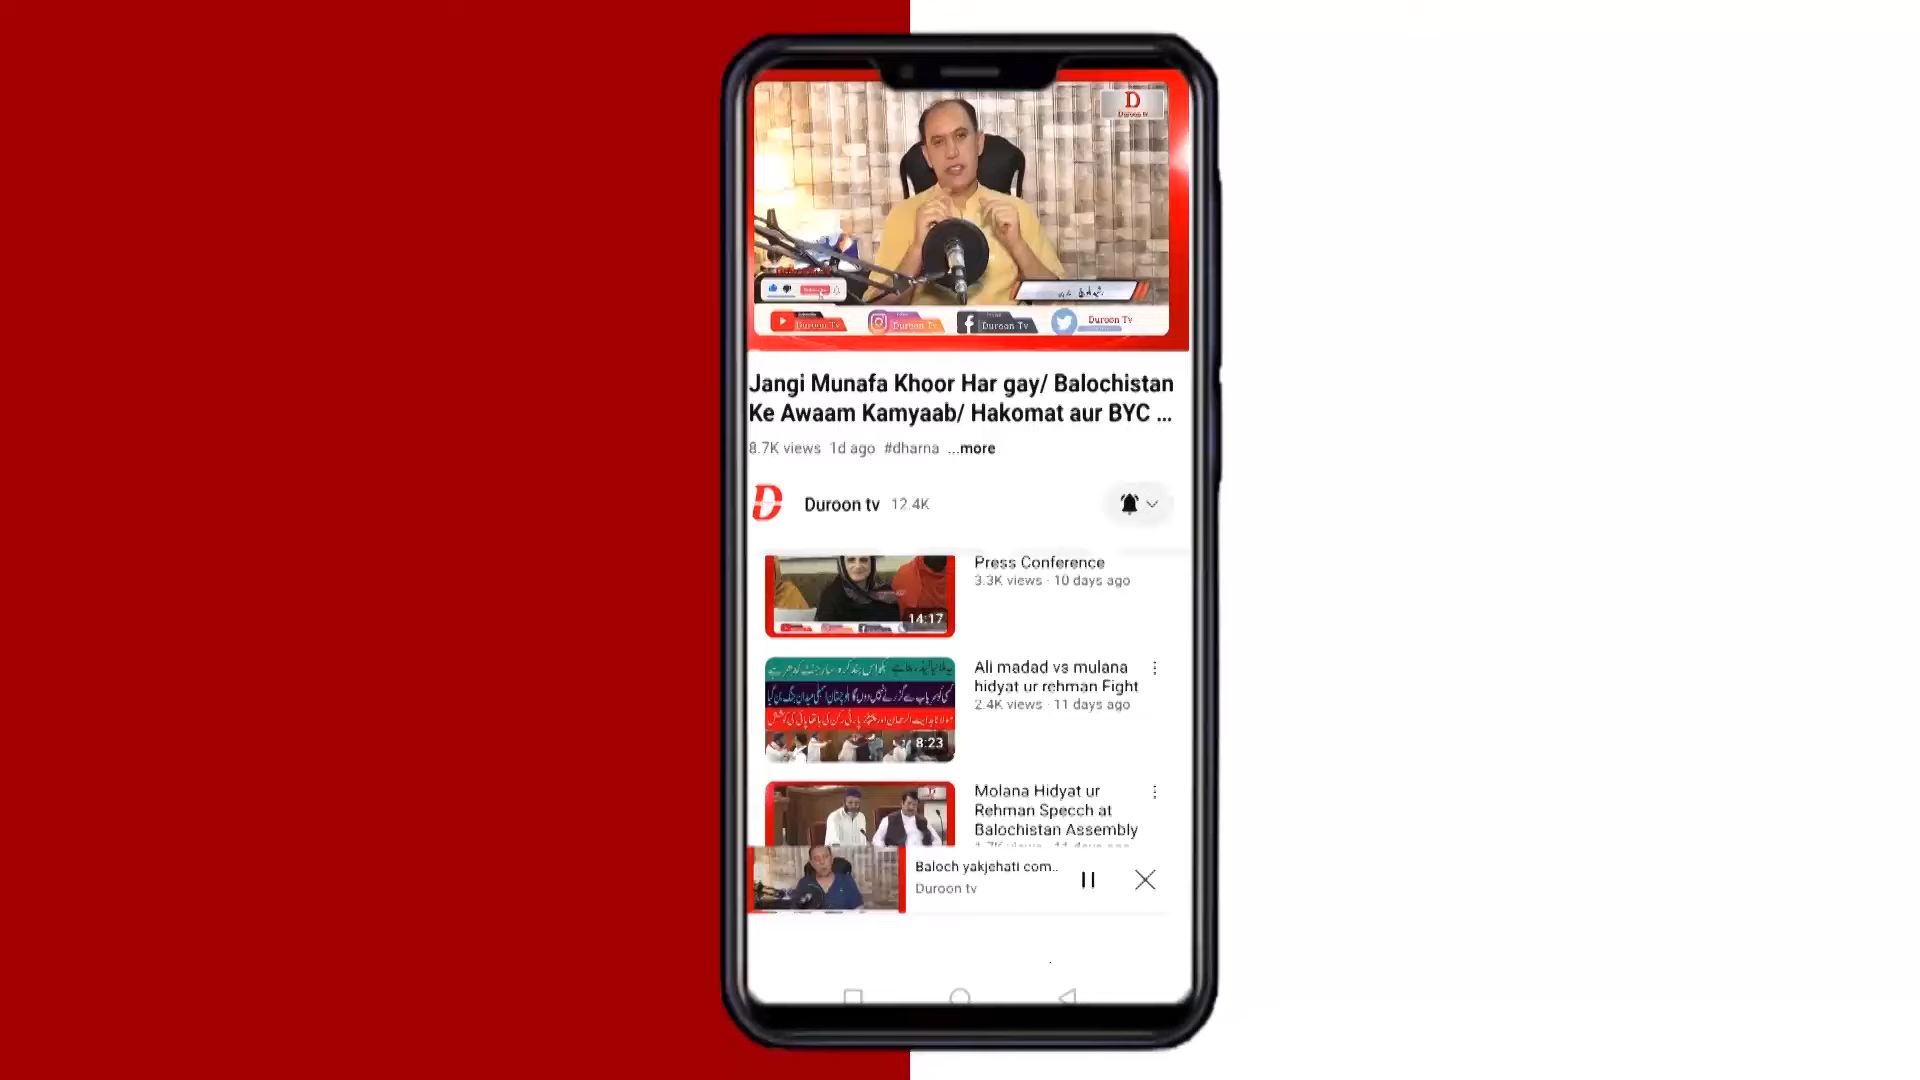 D
Duroon tv
Duroon Tv
Duroon Tv
Duroon Tv
Duroon Tv
Jangi Munafa Khoor Har gay/ Balochistan
Ke Awaam Kamyaab/ Hakomat aur BYC ...
8.7K views 1d ago #dharna ...more
D
Duroon tv 12.4K
Press Conference
3.3K views · 10 days ago
14:17
Ali madad vs mulana
hidyat ur rehman Fight
2.4K views · 11 days ago
8:23
Molana Hidyat ur
Rehman Speech at
Balochistan Assembly
Baloch yakjehati com..
Duroon tv